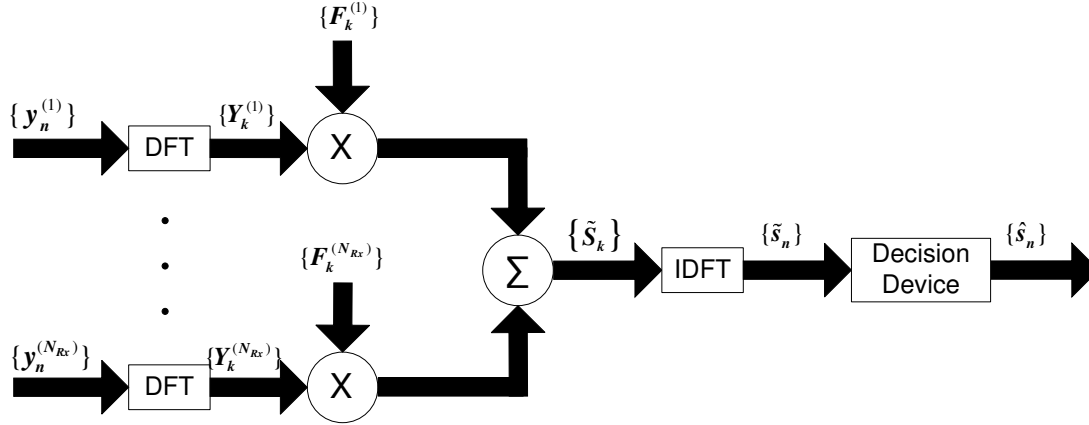 {F_k^(1)}
{y_n^(1)}
DFT
{Y_k^(1)}
X
{F_k^(N_Rx)}
Σ
{S̃_k}
IDFT
{s̃_n}
Decision
Device
{ŝ_n}
{y_n^(N_Rx)}
DFT
{Y_k^(N_Rx)}
X